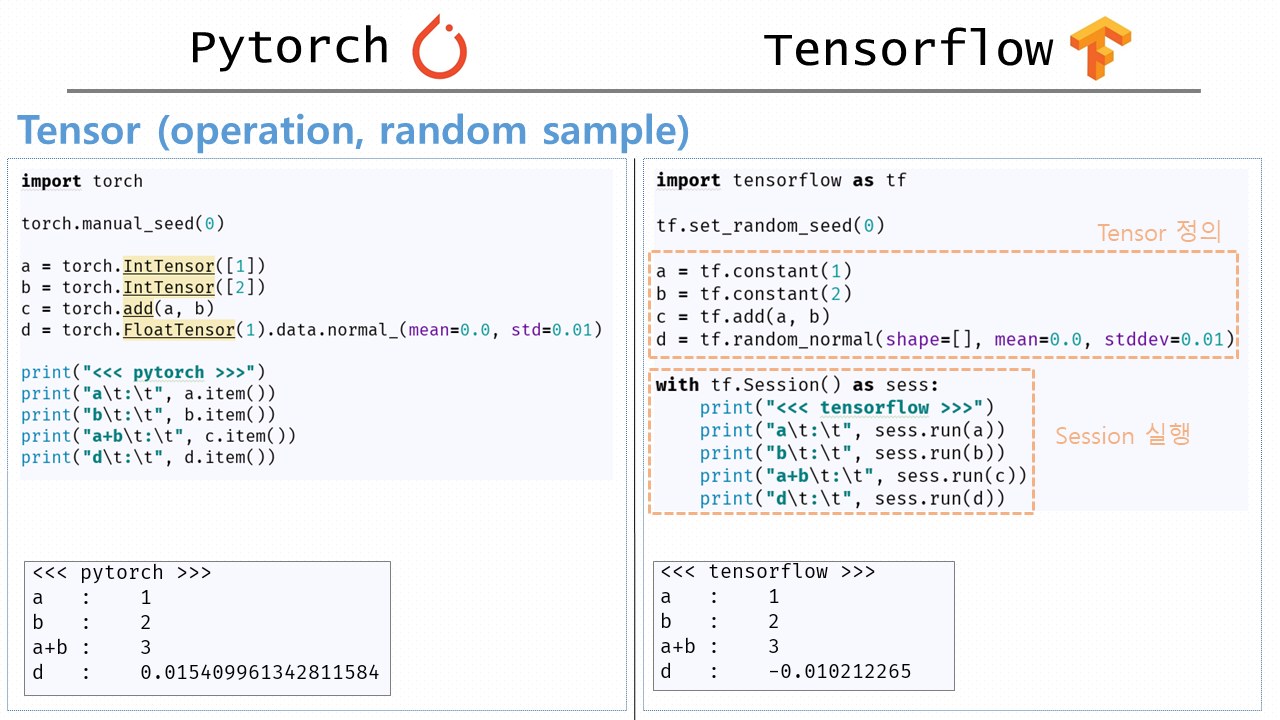 Pytorch
Tensorflow
Tensor (operation, random sample)
import torch
torch.manual_seed(0)
a = torch.IntTensor([1])
b = torch.IntTensor([2])
c = torch.add(a, b)
d = torch.FloatTensor(1).data.normal_(mean=0.0, std=0.01)
print("<<< pytorch >>>")
print("a\t:\t", a.item())
print("b\t:\t", b.item())
print("a+b\t:\t", c.item())
print("d\t:\t", d.item())
<<< pytorch >>>
a : 1
b : 2
a+b : 3
d : 0.015409961342811584
import tensorflow as tf
tf.set_random_seed(0)
Tensor 정의
a = tf.constant(1)
b = tf.constant(2)
c = tf.add(a, b)
d = tf.random_normal(shape=[], mean=0.0, stddev=0.01)
with tf.Session() as sess:
    print("<<< tensorflow >>>")
    print("a\t:\t", sess.run(a))
    print("b\t:\t", sess.run(b))
    print("a+b\t:\t", sess.run(c))
    print("d\t:\t", sess.run(d))
Session 실행
<<< tensorflow >>>
a : 1
b : 2
a+b : 3
d : -0.010212265